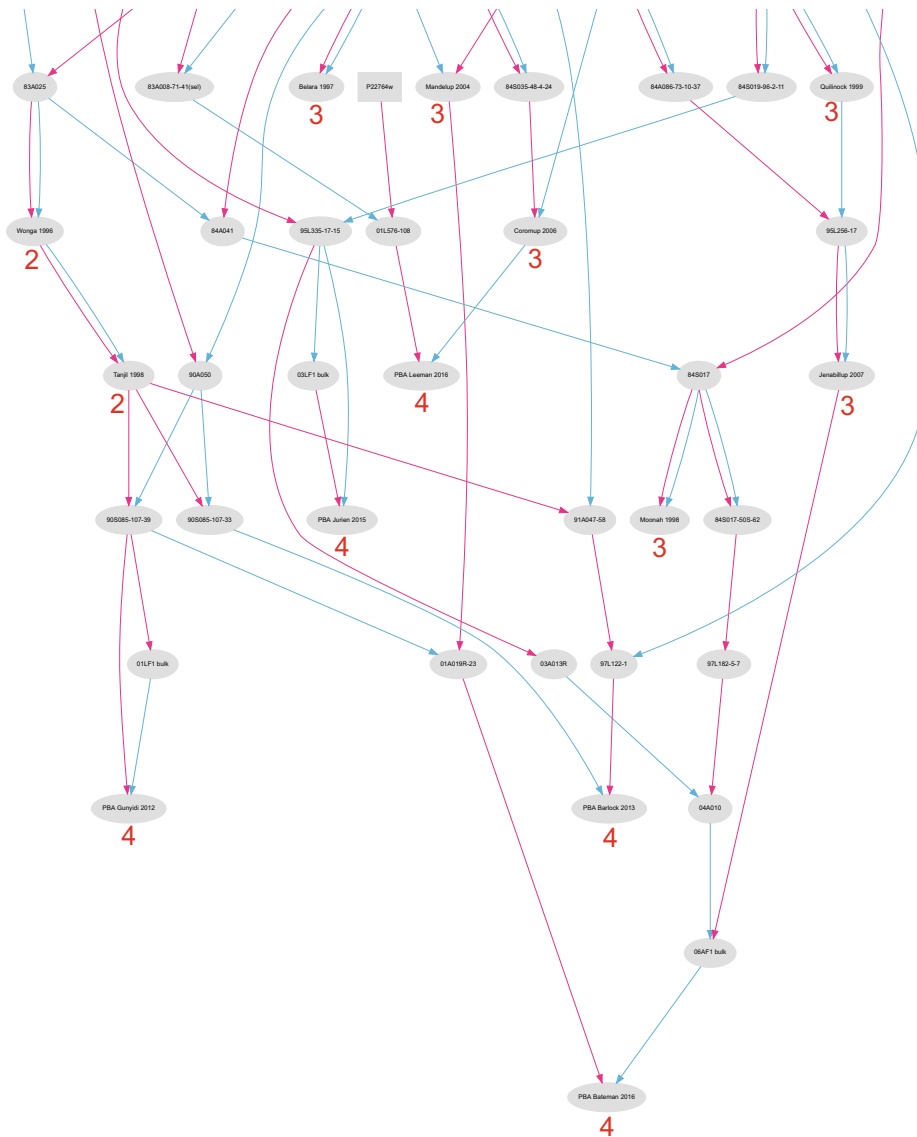 83A025
83A008-71-41(sel)
Belara 1997
P22764w
Mandelup 2004
84S035-48-4-24
84A086-73-10-37
84S019-96-2-11
Quilinock 1999
3
3
3
Wonga 1996
84A041
95L335-17-15
01L576-108
Coromup 2006
95L256-17
2
3
Tanjil 1998
90A050
03LF1 bulk
PBA Leeman 2016
84S017
Jenabillup 2007
2
4
3
90S085-107-39
90S085-107-33
PBA Jurien 2015
91A047-58
Moonah 1998
84S017-50S-62
4
3
01LF1 bulk
01A019R-23
03A013R
97L122-1
97L182-5-7
PBA Gunyidi 2012
PBA Barlock 2013
04A010
4
4
06AF1 bulk
PBA Bateman 2016
4